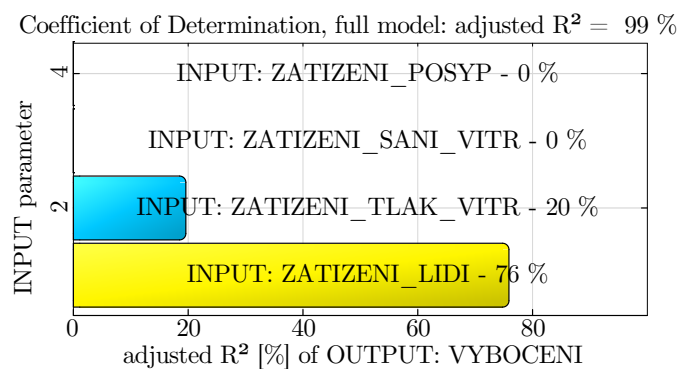 Coefficient of Determination, full model: adjusted R² = 99 %
INPUT parameter
4
2
INPUT: ZATIZENI_POSYP - 0 %
INPUT: ZATIZENI_SANI_VITR - 0 %
INPUT: ZATIZENI_TLAK_VITR - 20 %
INPUT: ZATIZENI_LIDI - 76 %
0 20 40 60 80
adjusted R² [%] of OUTPUT: VYBOCENI